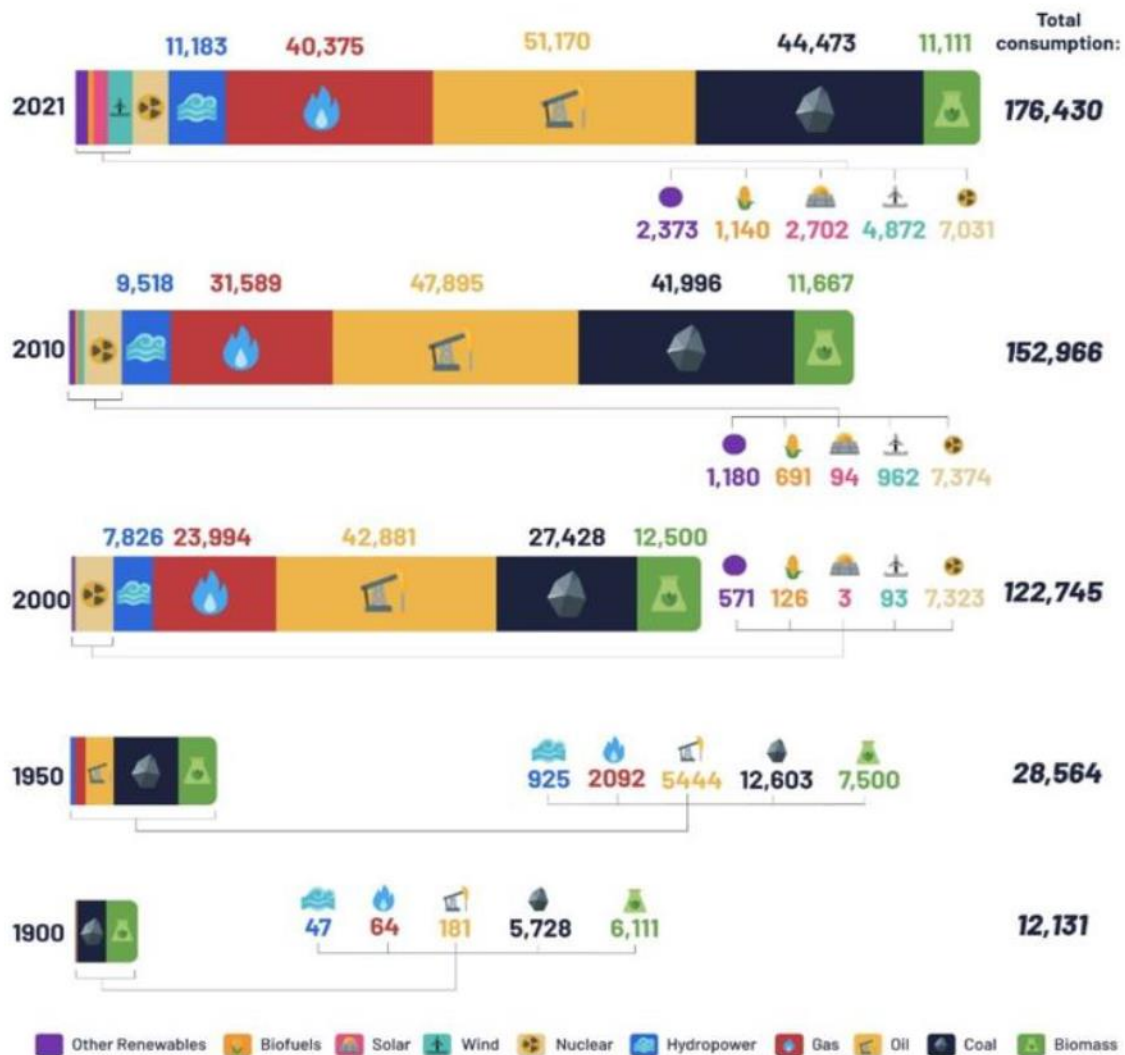 Total
consumption:
11,183 40,375 51,170 44,473 11,111
2021 176,430
2,373 1,140 2,702 4,872 7,031
9,518 31,589 47,895 41,996 11,667
2010 152,966
1,180 691 94 962 7,374
7,826 23,994 42,881 27,428 12,500
2000 122,745
571 126 3 93 7,323
1950 28,564
925 2092 5444 12,603 7,500
1900 12,131
47 64 181 5,728 6,111
Other Renewables Biofuels Solar Wind Nuclear Hydropower Gas Oil Coal Biomass